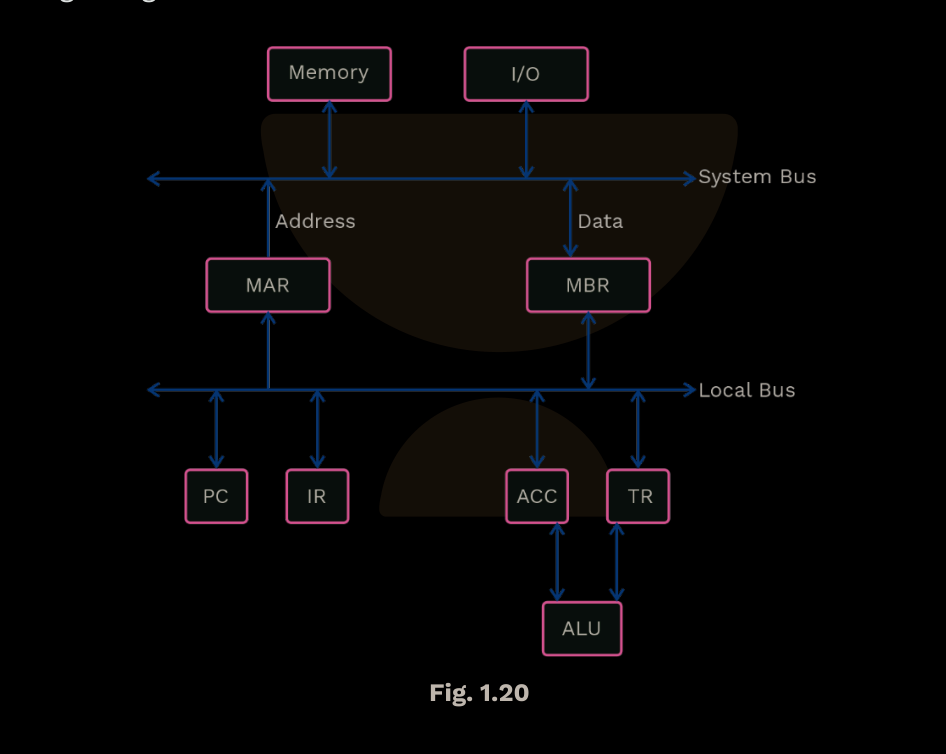 Memory
I/O
System Bus
Address
Data
MAR
MBR
Local Bus
PC
IR
ACC
TR
ALU
Fig. 1.20